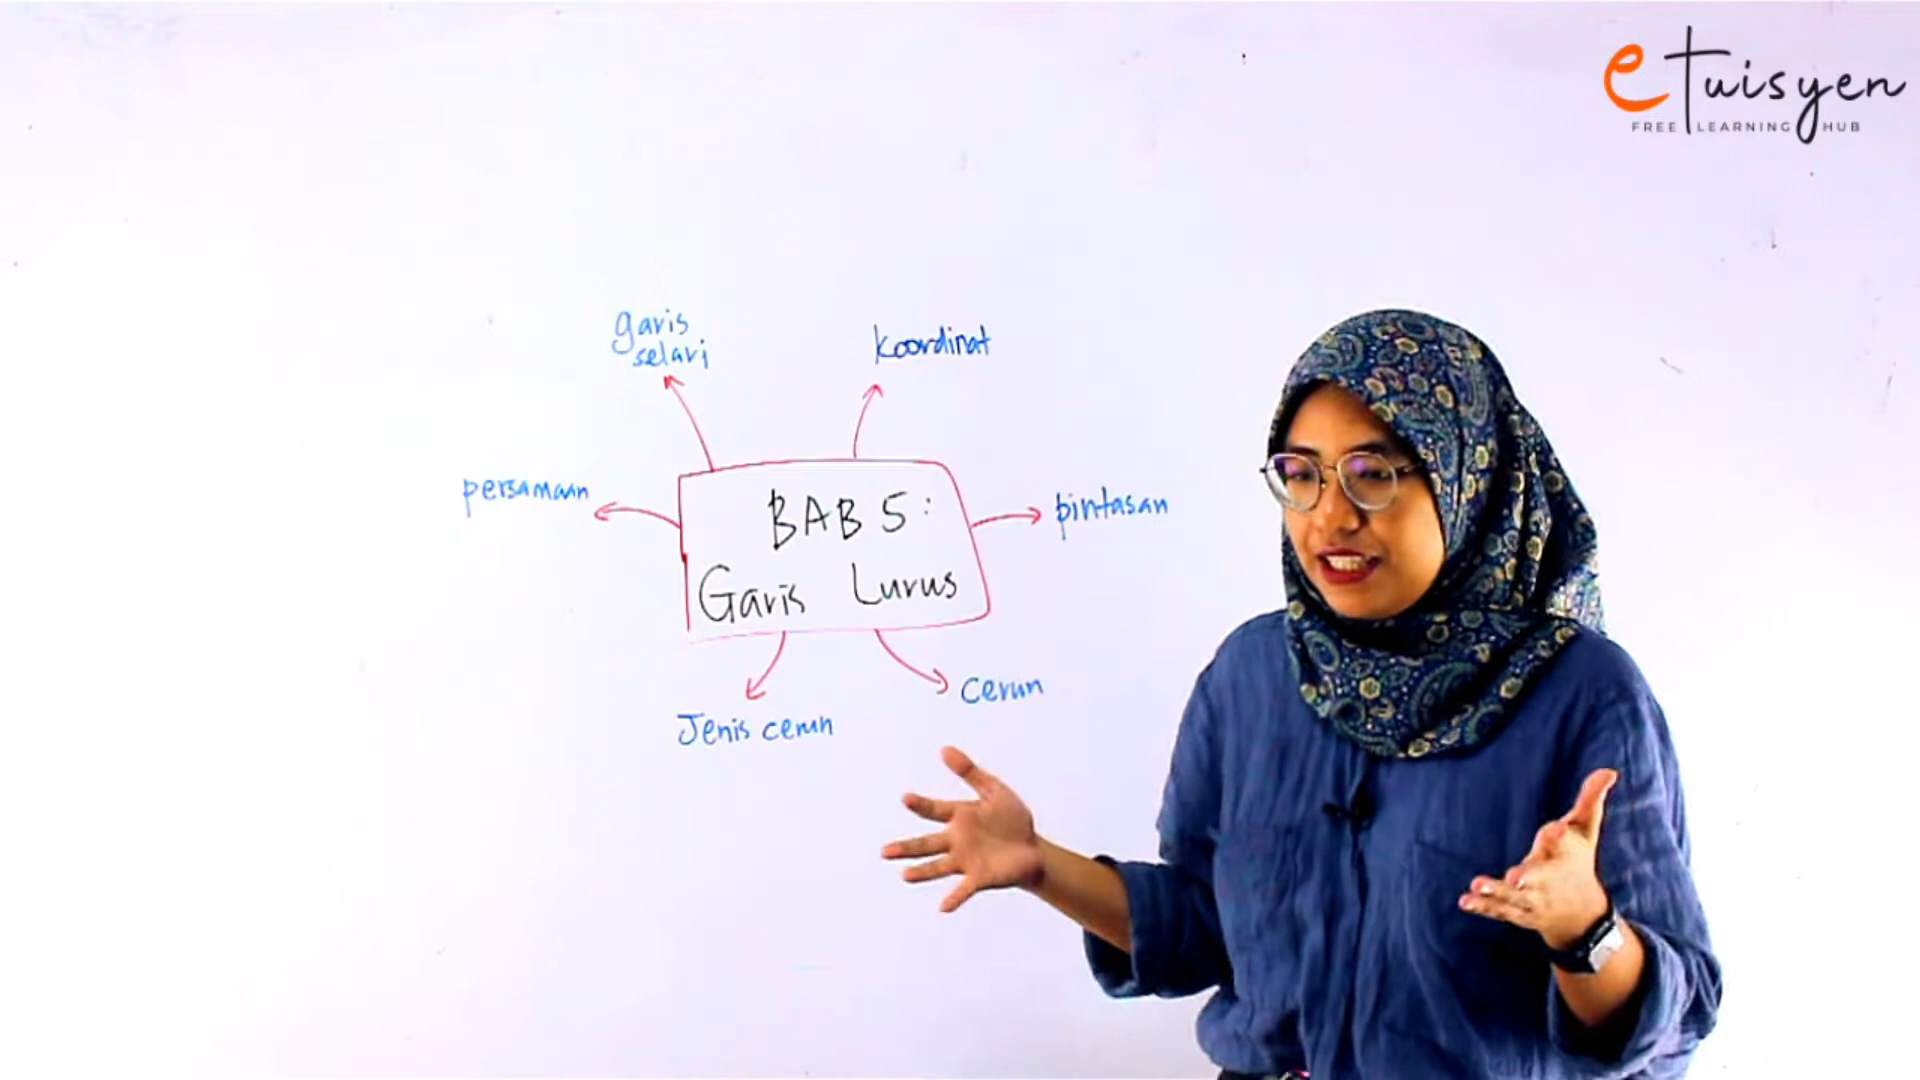 eTuisyen
FREE LEARNING HUB
garis
selari
koordinat
persamaan
BAB 5:
Garis Lurus
pintasan
Jenis cerun
Cerun